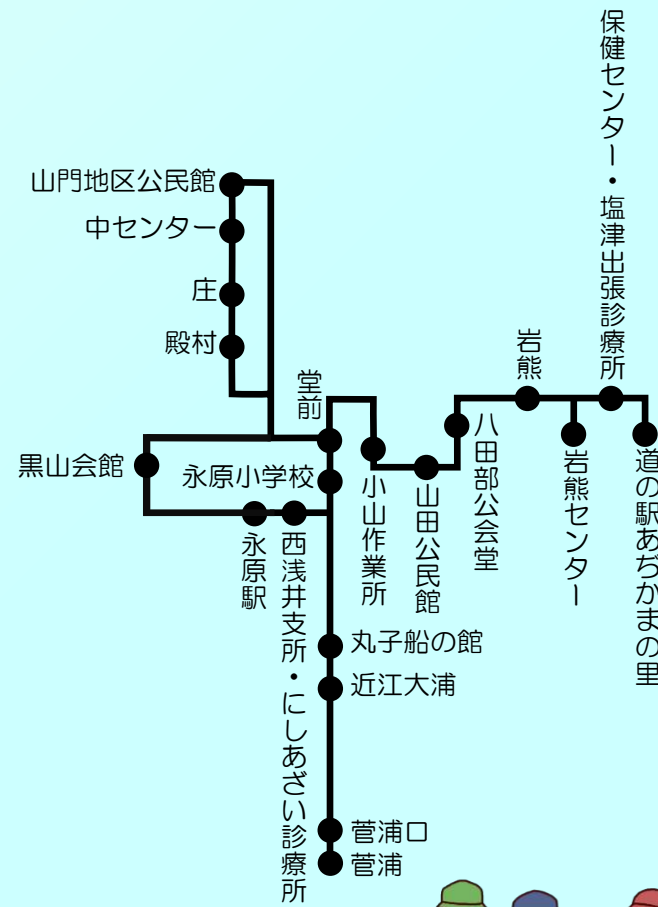 保健センター・塩津出張診療所
山門地区公民館
中センター
庄
殿村
堂前
岩熊
八田部公会堂
岩熊センター
道の駅あぢかまの里
黒山会館
永原小学校
小山作業所
山田公民館
永原駅
西浅井支所・にしあざい診療所
丸子船の館
近江大浦
菅浦口
菅浦